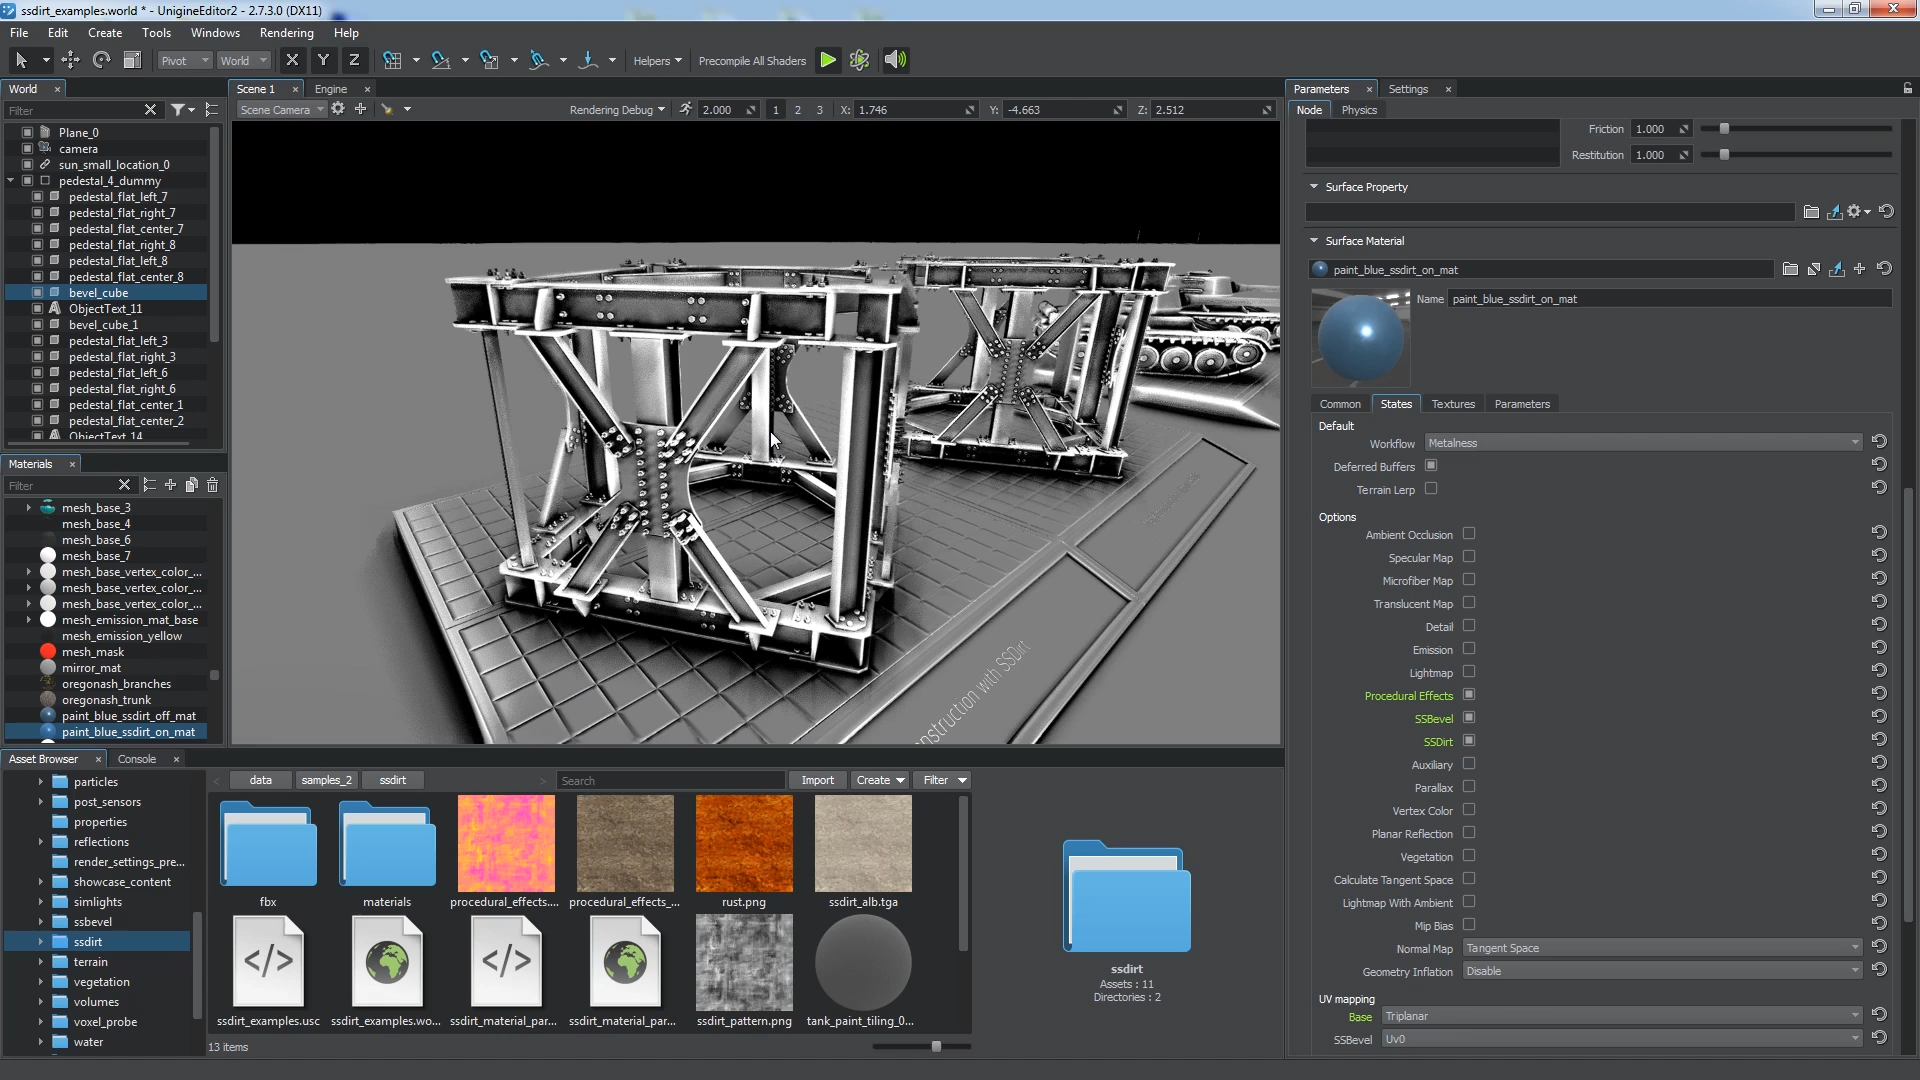 ssdirt_examples.world * - UnigineEditor2 - 2.7.3.0 (DX11)
File Edit Create Tools Windows Rendering Help
Pivot World X Y Z Helpers Precompile All Shaders
World
Filter
Plane_0
camera
sun_small_location_0
pedestal_4_dummy
pedestal_flat_left_7
pedestal_flat_right_7
pedestal_flat_center_7
pedestal_flat_right_8
pedestal_flat_left_8
pedestal_flat_center_8
bevel_cube
ObjectText_11
bevel_cube_1
pedestal_flat_left_3
pedestal_flat_right_3
pedestal_flat_left_6
pedestal_flat_right_6
pedestal_flat_center_1
pedestal_flat_center_2
ObjectText_14
Materials
Filter
mesh_base_3
mesh_base_4
mesh_base_6
mesh_base_7
mesh_base_vertex_color_...
mesh_base_vertex_color_...
mesh_base_vertex_color_...
mesh_emission_mat_base
mesh_emission_yellow
mesh_mask
mirror_mat
oregonash_branches
oregonash_trunk
paint_blue_ssdirt_off_mat
paint_blue_ssdirt_on_mat
Scene 1 Engine
Scene Camera Rendering Debug 2.000 1 2 3 X: 1.746 Y: -4.663 Z: 2.512
nstruction with SSDirt
Asset Browser Console
particles
post_sensors
properties
reflections
render_settings_pre...
showcase_content
simlights
ssbevel
ssdirt
terrain
vegetation
volumes
voxel_probe
water
< data samples_2 ssdirt > Search Import Create Filter
fbx materials procedural_effects.... procedural_effects_... rust.png ssdirt_alb.tga
ssdirt_examples.usc ssdirt_examples.wo... ssdirt_material_par... ssdirt_material_par... ssdirt_pattern.png tank_paint_tiling_0...
13 items
ssdirt
Assets : 11
Directories : 2
Parameters Settings
Node Physics
Friction 1.000
Restitution 1.000
Surface Property
Surface Material
paint_blue_ssdirt_on_mat
Name paint_blue_ssdirt_on_mat
Common States Textures Parameters
Default
Workflow Metalness
Deferred Buffers
Terrain Lerp
Options
Ambient Occlusion
Specular Map
Microfiber Map
Translucent Map
Detail
Emission
Lightmap
Procedural Effects
SSBevel
SSDirt
Auxiliary
Parallax
Vertex Color
Planar Reflection
Vegetation
Calculate Tangent Space
Lightmap With Ambient
Mip Bias
Normal Map Tangent Space
Geometry Inflation Disable
UV mapping
Base Triplanar
SSBevel Uv0